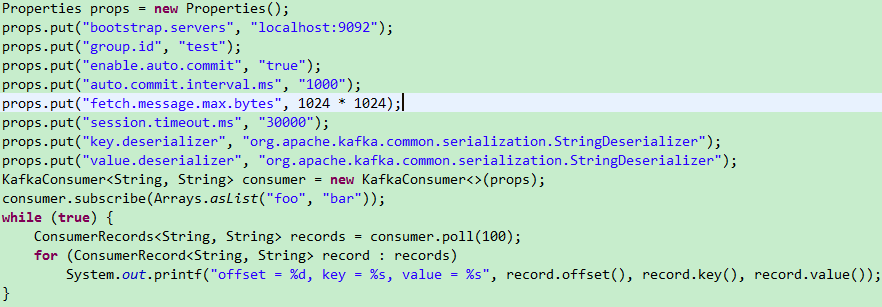 Properties props = new Properties();
props.put("bootstrap.servers", "localhost:9092");
props.put("group.id", "test");
props.put("enable.auto.commit", "true");
props.put("auto.commit.interval.ms", "1000");
props.put("fetch.message.max.bytes", 1024 * 1024);
props.put("session.timeout.ms", "30000");
props.put("key.deserializer", "org.apache.kafka.common.serialization.StringDeserializer");
props.put("value.deserializer", "org.apache.kafka.common.serialization.StringDeserializer");
KafkaConsumer<String, String> consumer = new KafkaConsumer<>(props);
consumer.subscribe(Arrays.asList("foo", "bar"));
while (true) {
    ConsumerRecords<String, String> records = consumer.poll(100);
    for (ConsumerRecord<String, String> record : records)
        System.out.printf("offset = %d, key = %s, value = %s", record.offset(), record.key(), record.value());
}